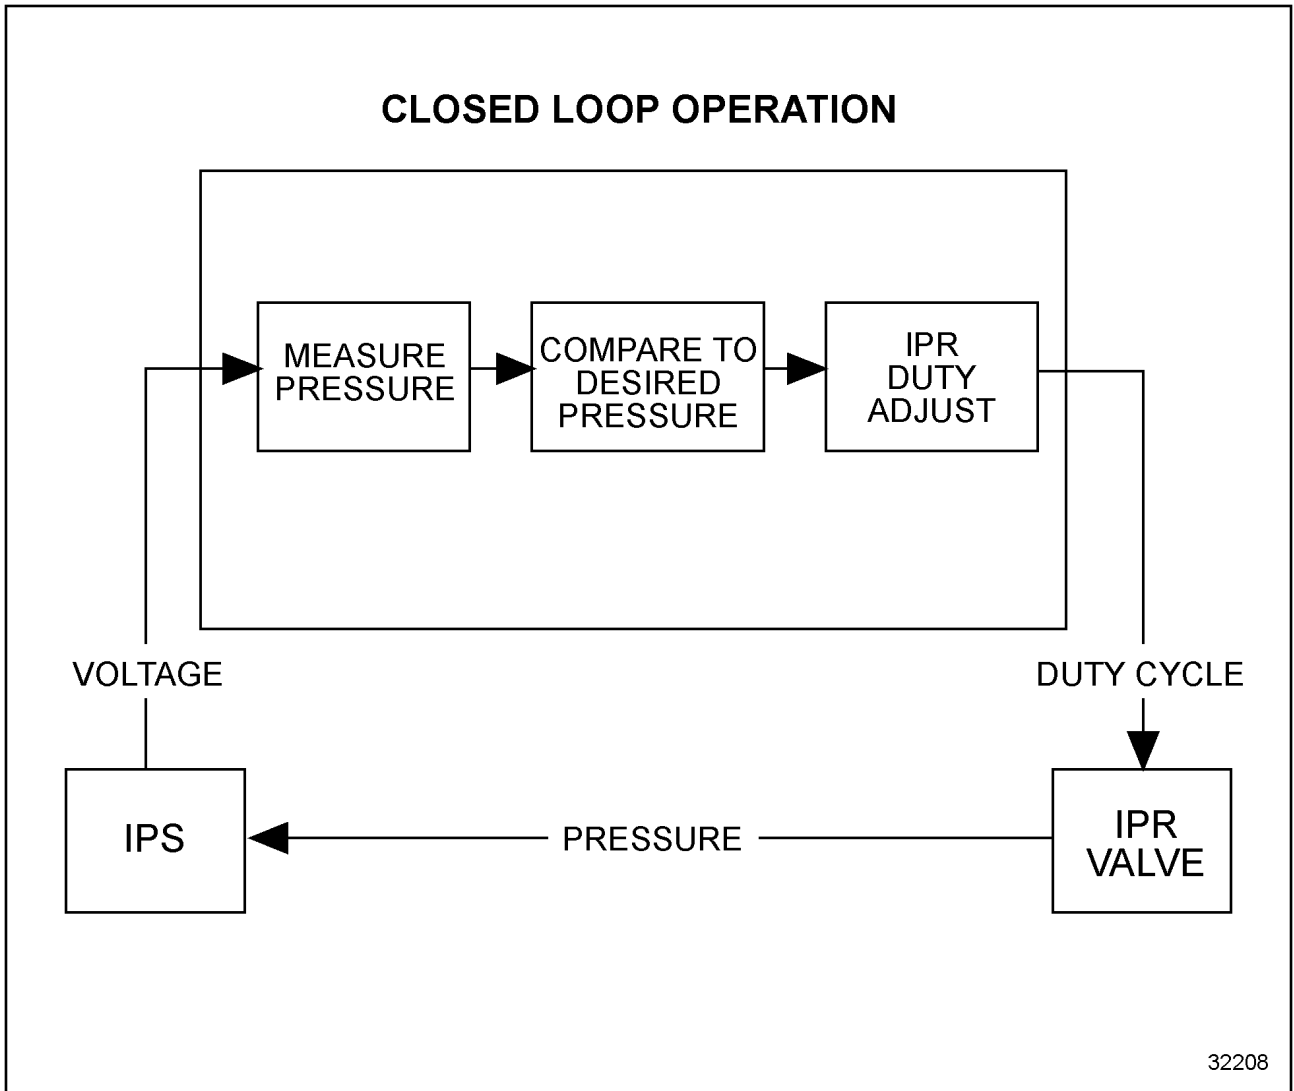 CLOSED LOOP OPERATION
MEASURE
PRESSURE
COMPARE TO
DESIRED
PRESSURE
IPR
DUTY
ADJUST
VOLTAGE
DUTY CYCLE
IPS
PRESSURE
IPR
VALVE
32208